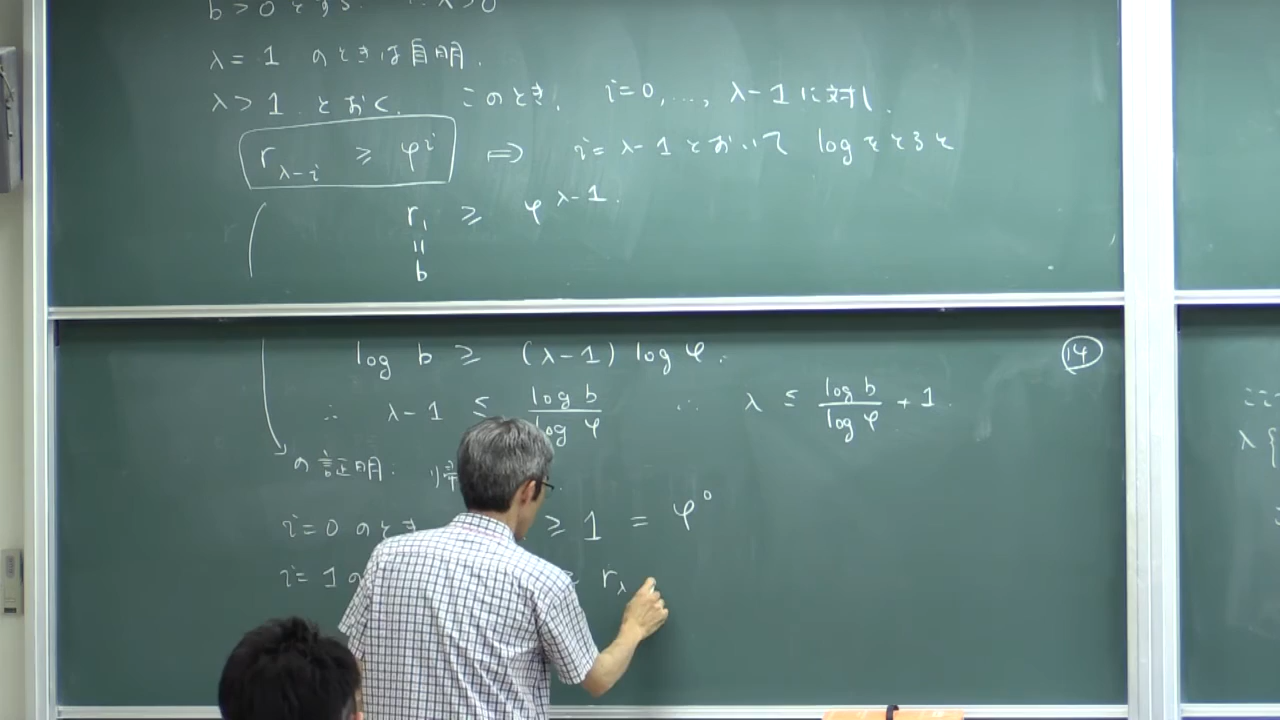 b > 0 とする.
λ = 1 のときは自明.
λ > 1 とおく. このとき, i=0, ..., λ-1 に対し,
r_{λ-i} ≥ φ^i ⇒ i = λ-1 とおいて log をとると
r_1 ≥ φ^{λ-1}.
=
b
log b ≥ (λ-1) log φ.
⑭
∴ λ-1 ≤ \frac{log b}{log φ} ∴ λ ≤ \frac{log b}{log φ} + 1.
の証明.
i=0 のとき ≥ 1 = φ^0
i=1 の r_λ
λ {